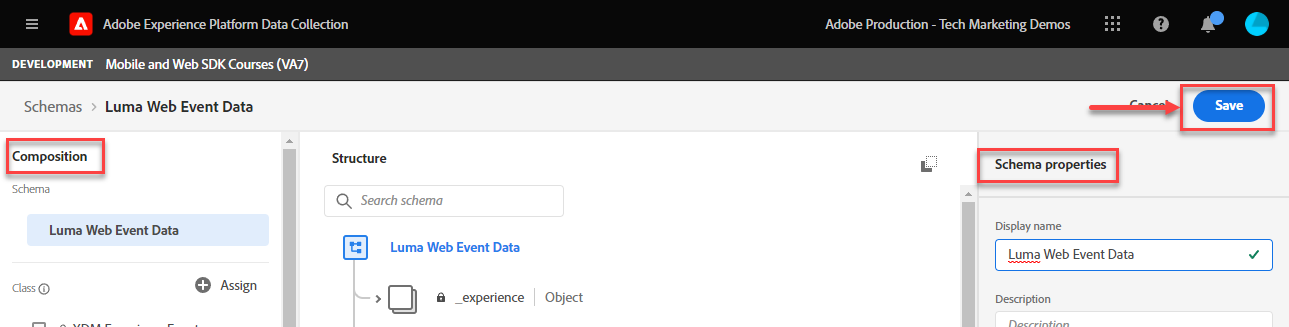 Adobe Experience Platform Data Collection
Adobe Production - Tech Marketing Demos
DEVELOPMENT Mobile and Web SDK Courses (VA7)
Schemas > Luma Web Event Data
Cancel
Save
Composition
Schema
Luma Web Event Data
Class
Assign
Structure
Search schema
Luma Web Event Data
_experience Object
Schema properties
Display name
Luma Web Event Data
Description
Description